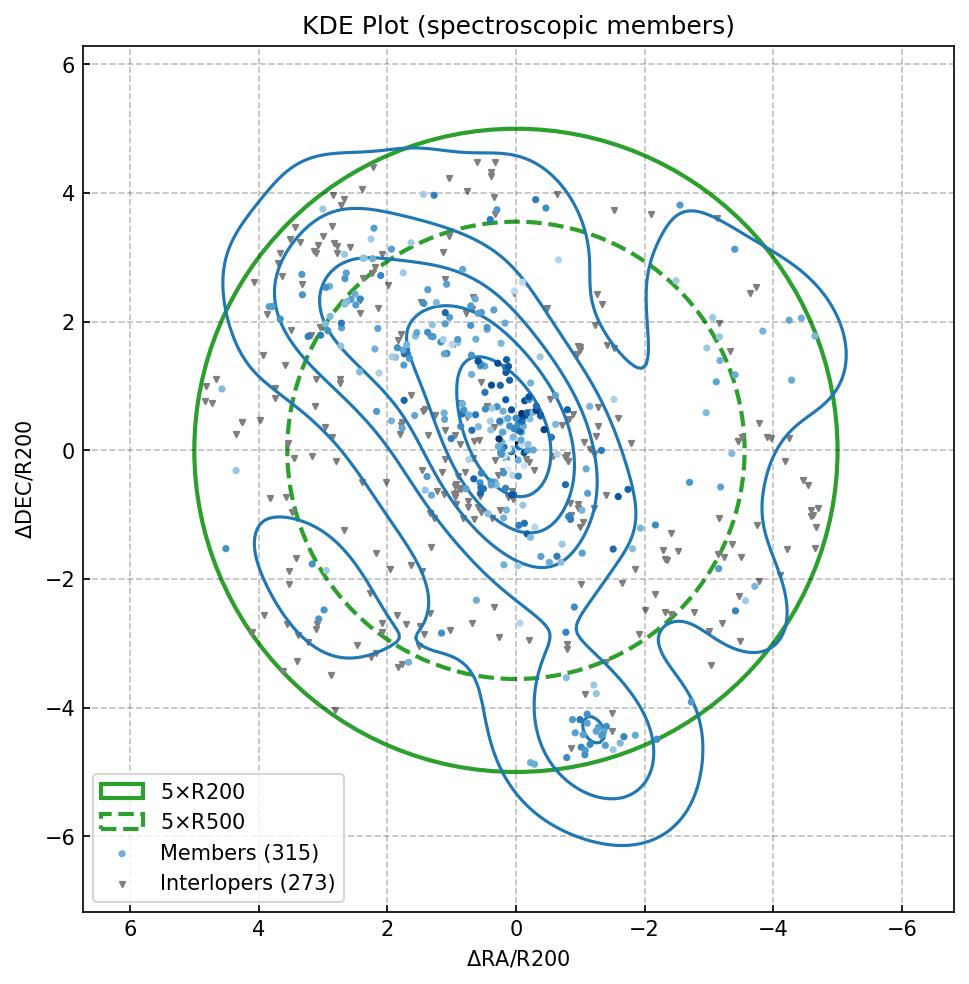 KDE Plot (spectroscopic members)
6
4
2
0
−2
−4
−6
ΔDEC/R200
5×R200
5×R500
Members (315)
Interlopers (273)
6 4 2 0 −2 −4 −6
ΔRA/R200